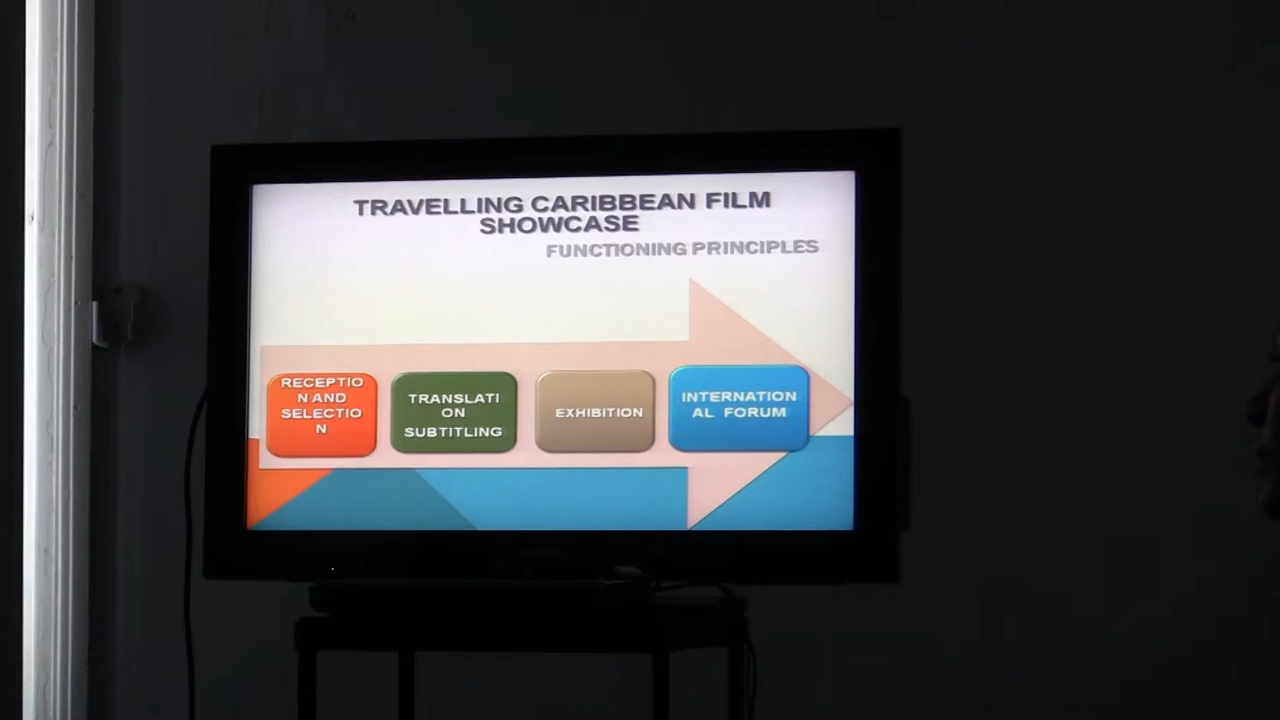 TRAVELLING CARIBBEAN FILM
SHOWCASE
FUNCTIONING PRINCIPLES
RECEPTIO
N AND
SELECTIO
N
TRANSLATI
ON
SUBTITLING
EXHIBITION
INTERNATION
AL FORUM